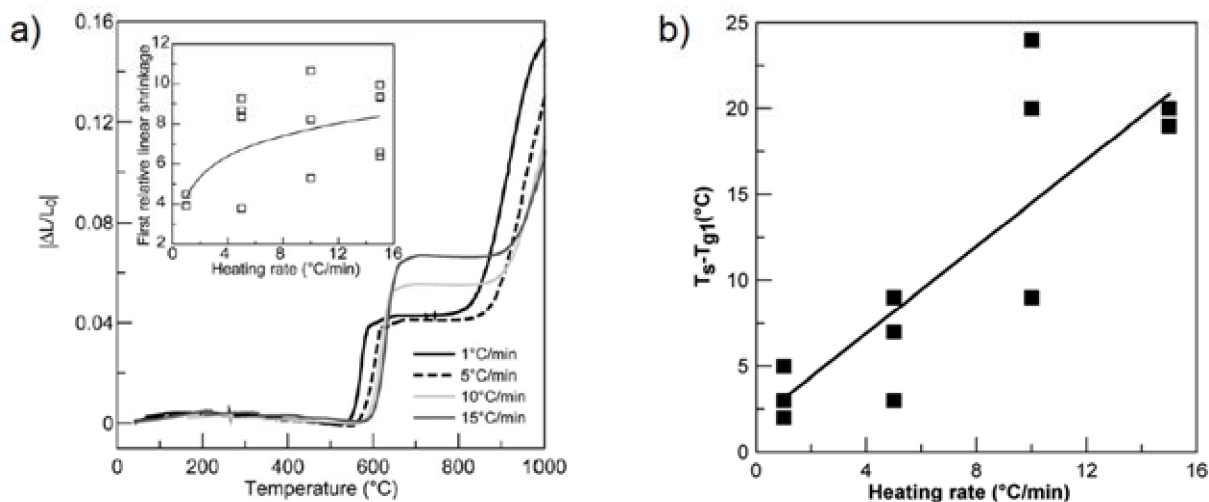 a)
0.16
0.12
0.08
0.04
0
|ΔL/L0|
0 200 400 600 800 1000
Temperature (°C)
First relative linear shrinkage
12
10
8
6
4
2
0 4 8 12 16
Heating rate (°C/min)
1°C/min
5°C/min
10°C/min
15°C/min
b)
25
20
15
10
5
0
Ts-Tg1(°C)
0 4 8 12 16
Heating rate (°C/min)